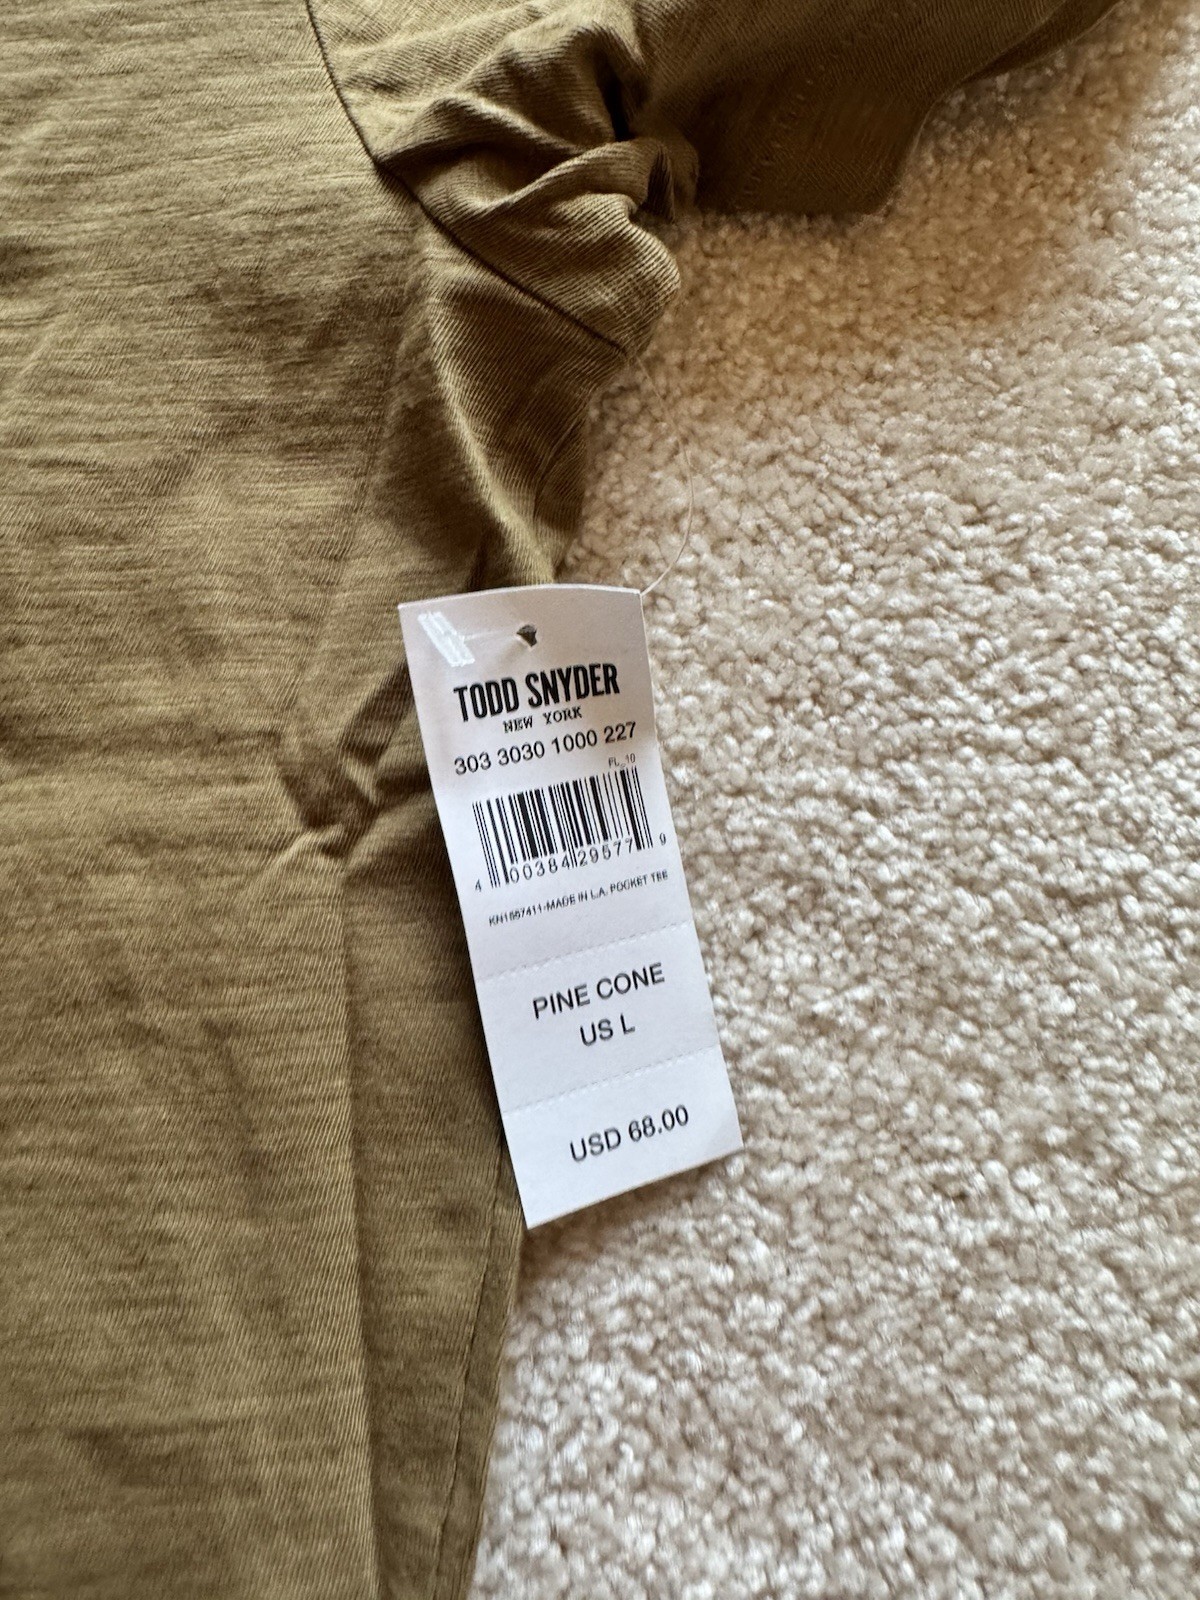 TODD SNYDER
NEW YORK
303 3030 1000 227
FL_10
4 00384 29577 9
KN1557411-MADE IN L.A. POCKET TEE
PINE CONE
US L
USD 68.00